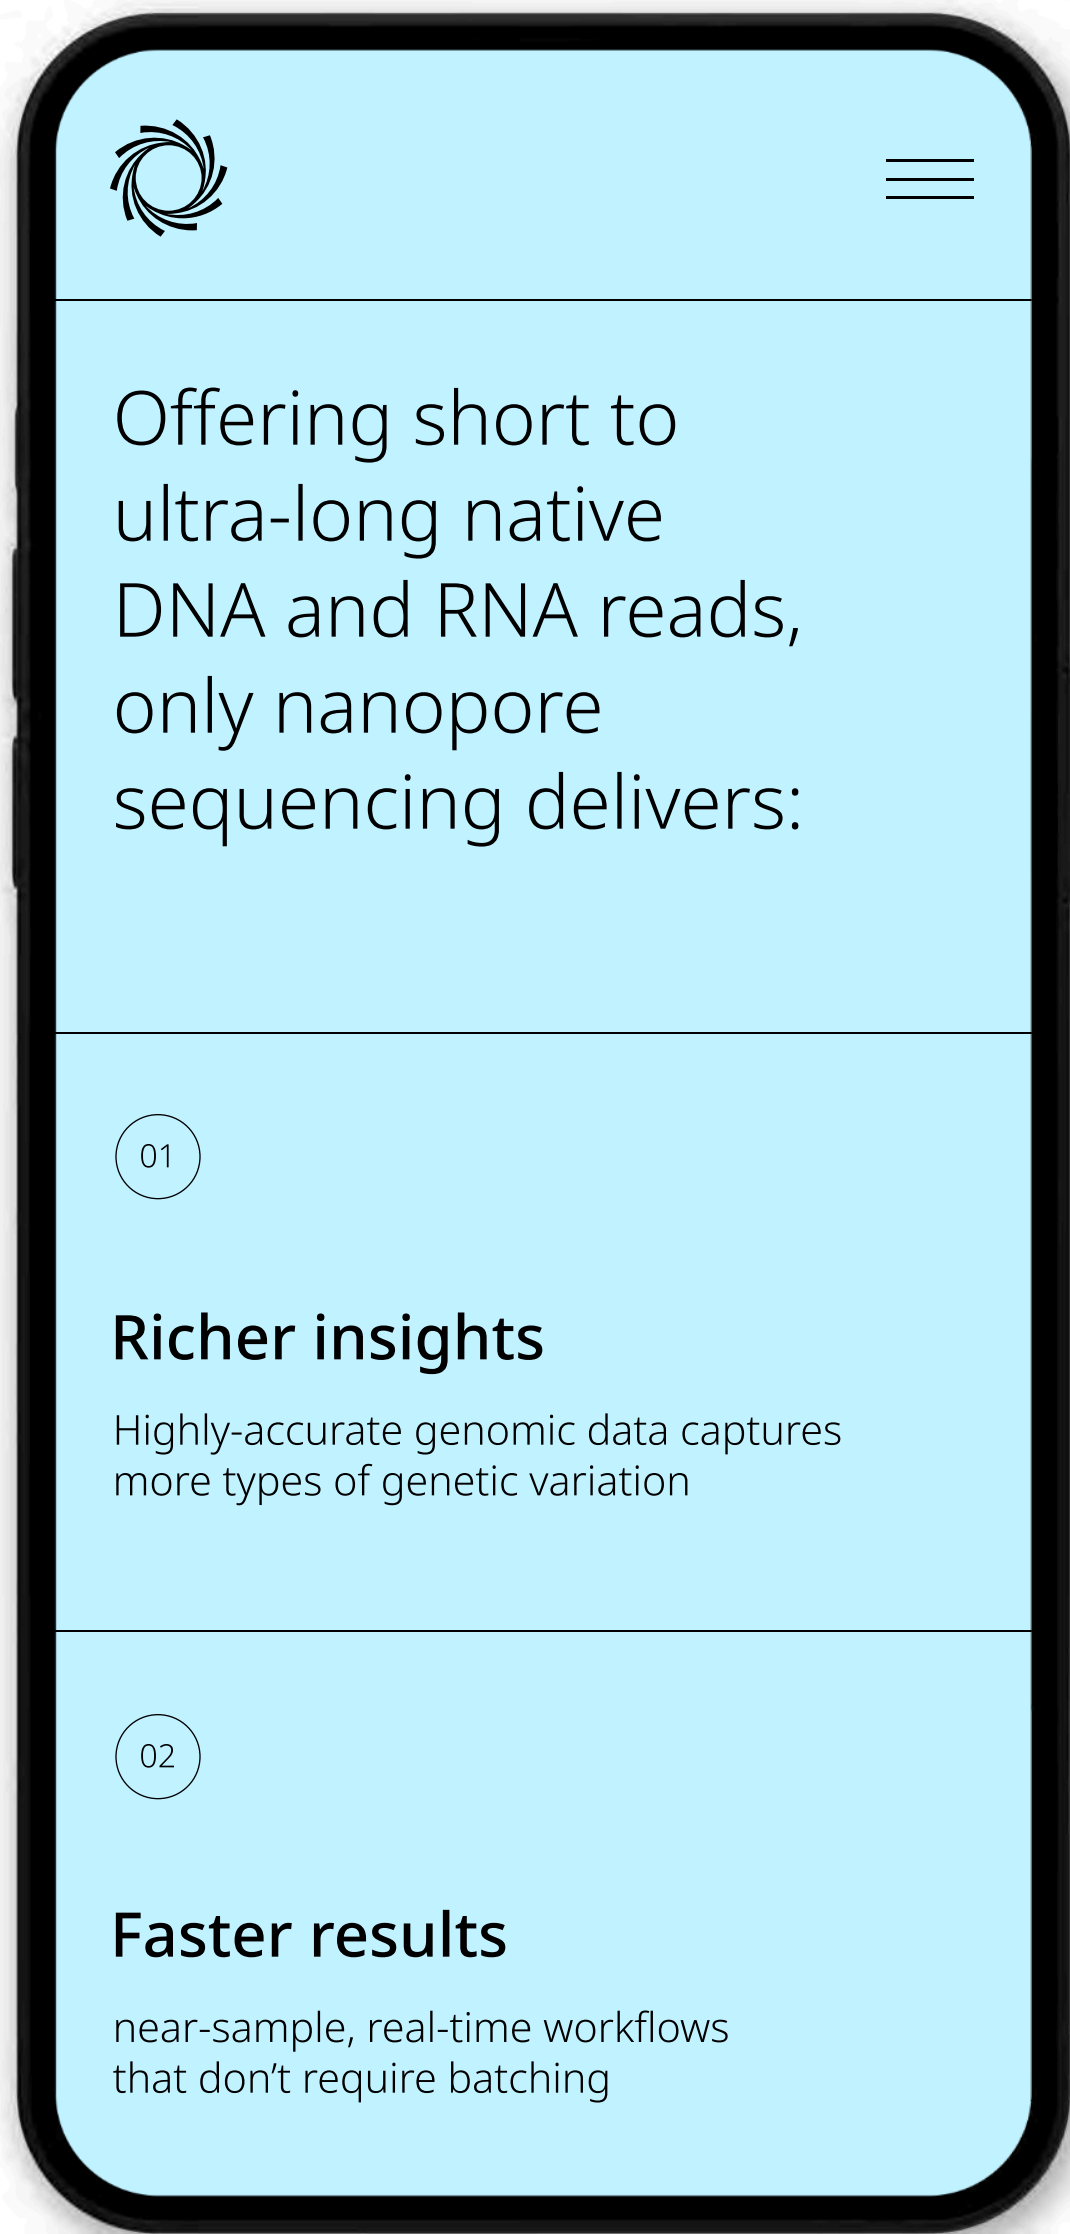 Offering short to
ultra-long native
DNA and RNA reads,
only nanopore
sequencing delivers:
01
Richer insights
Highly-accurate genomic data captures
more types of genetic variation
02
Faster results
near-sample, real-time workflows
that don’t require batching